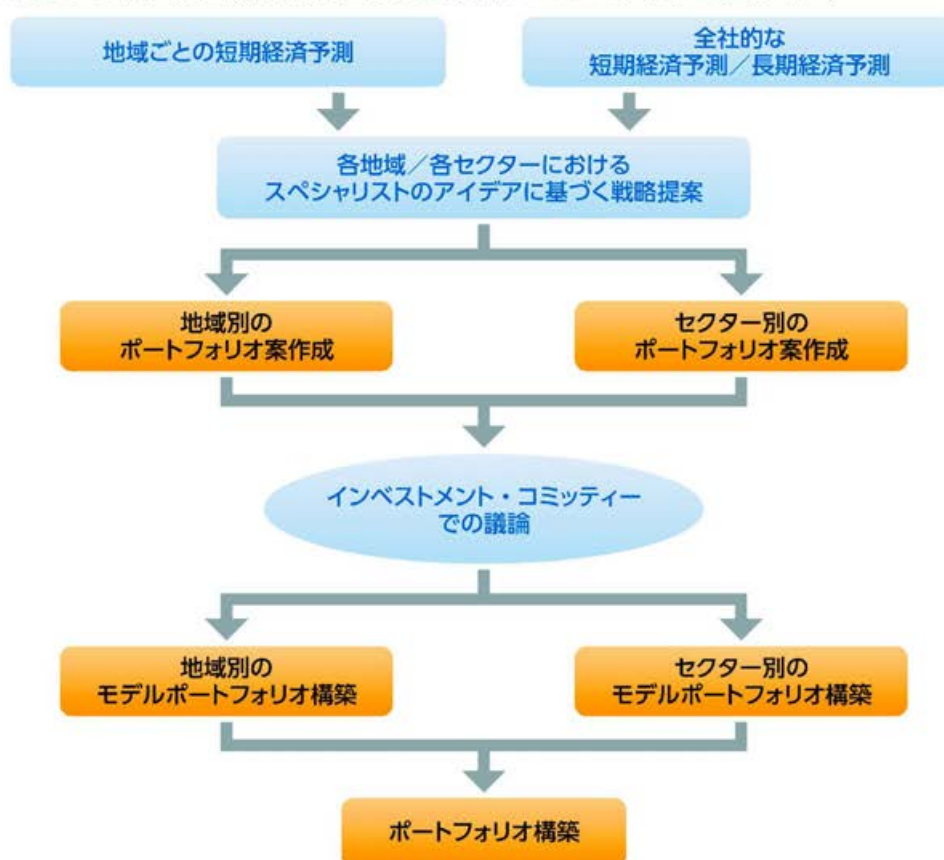 地域ごとの短期経済予測
全社的な
短期経済予測／長期経済予測
各地域／各セクターにおける
スペシャリストのアイデアに基づく戦略提案
地域別の
ポートフォリオ案作成
セクター別の
ポートフォリオ案作成
インベストメント・コミッティー
での議論
地域別の
モデルポートフォリオ構築
セクター別の
モデルポートフォリオ構築
ポートフォリオ構築